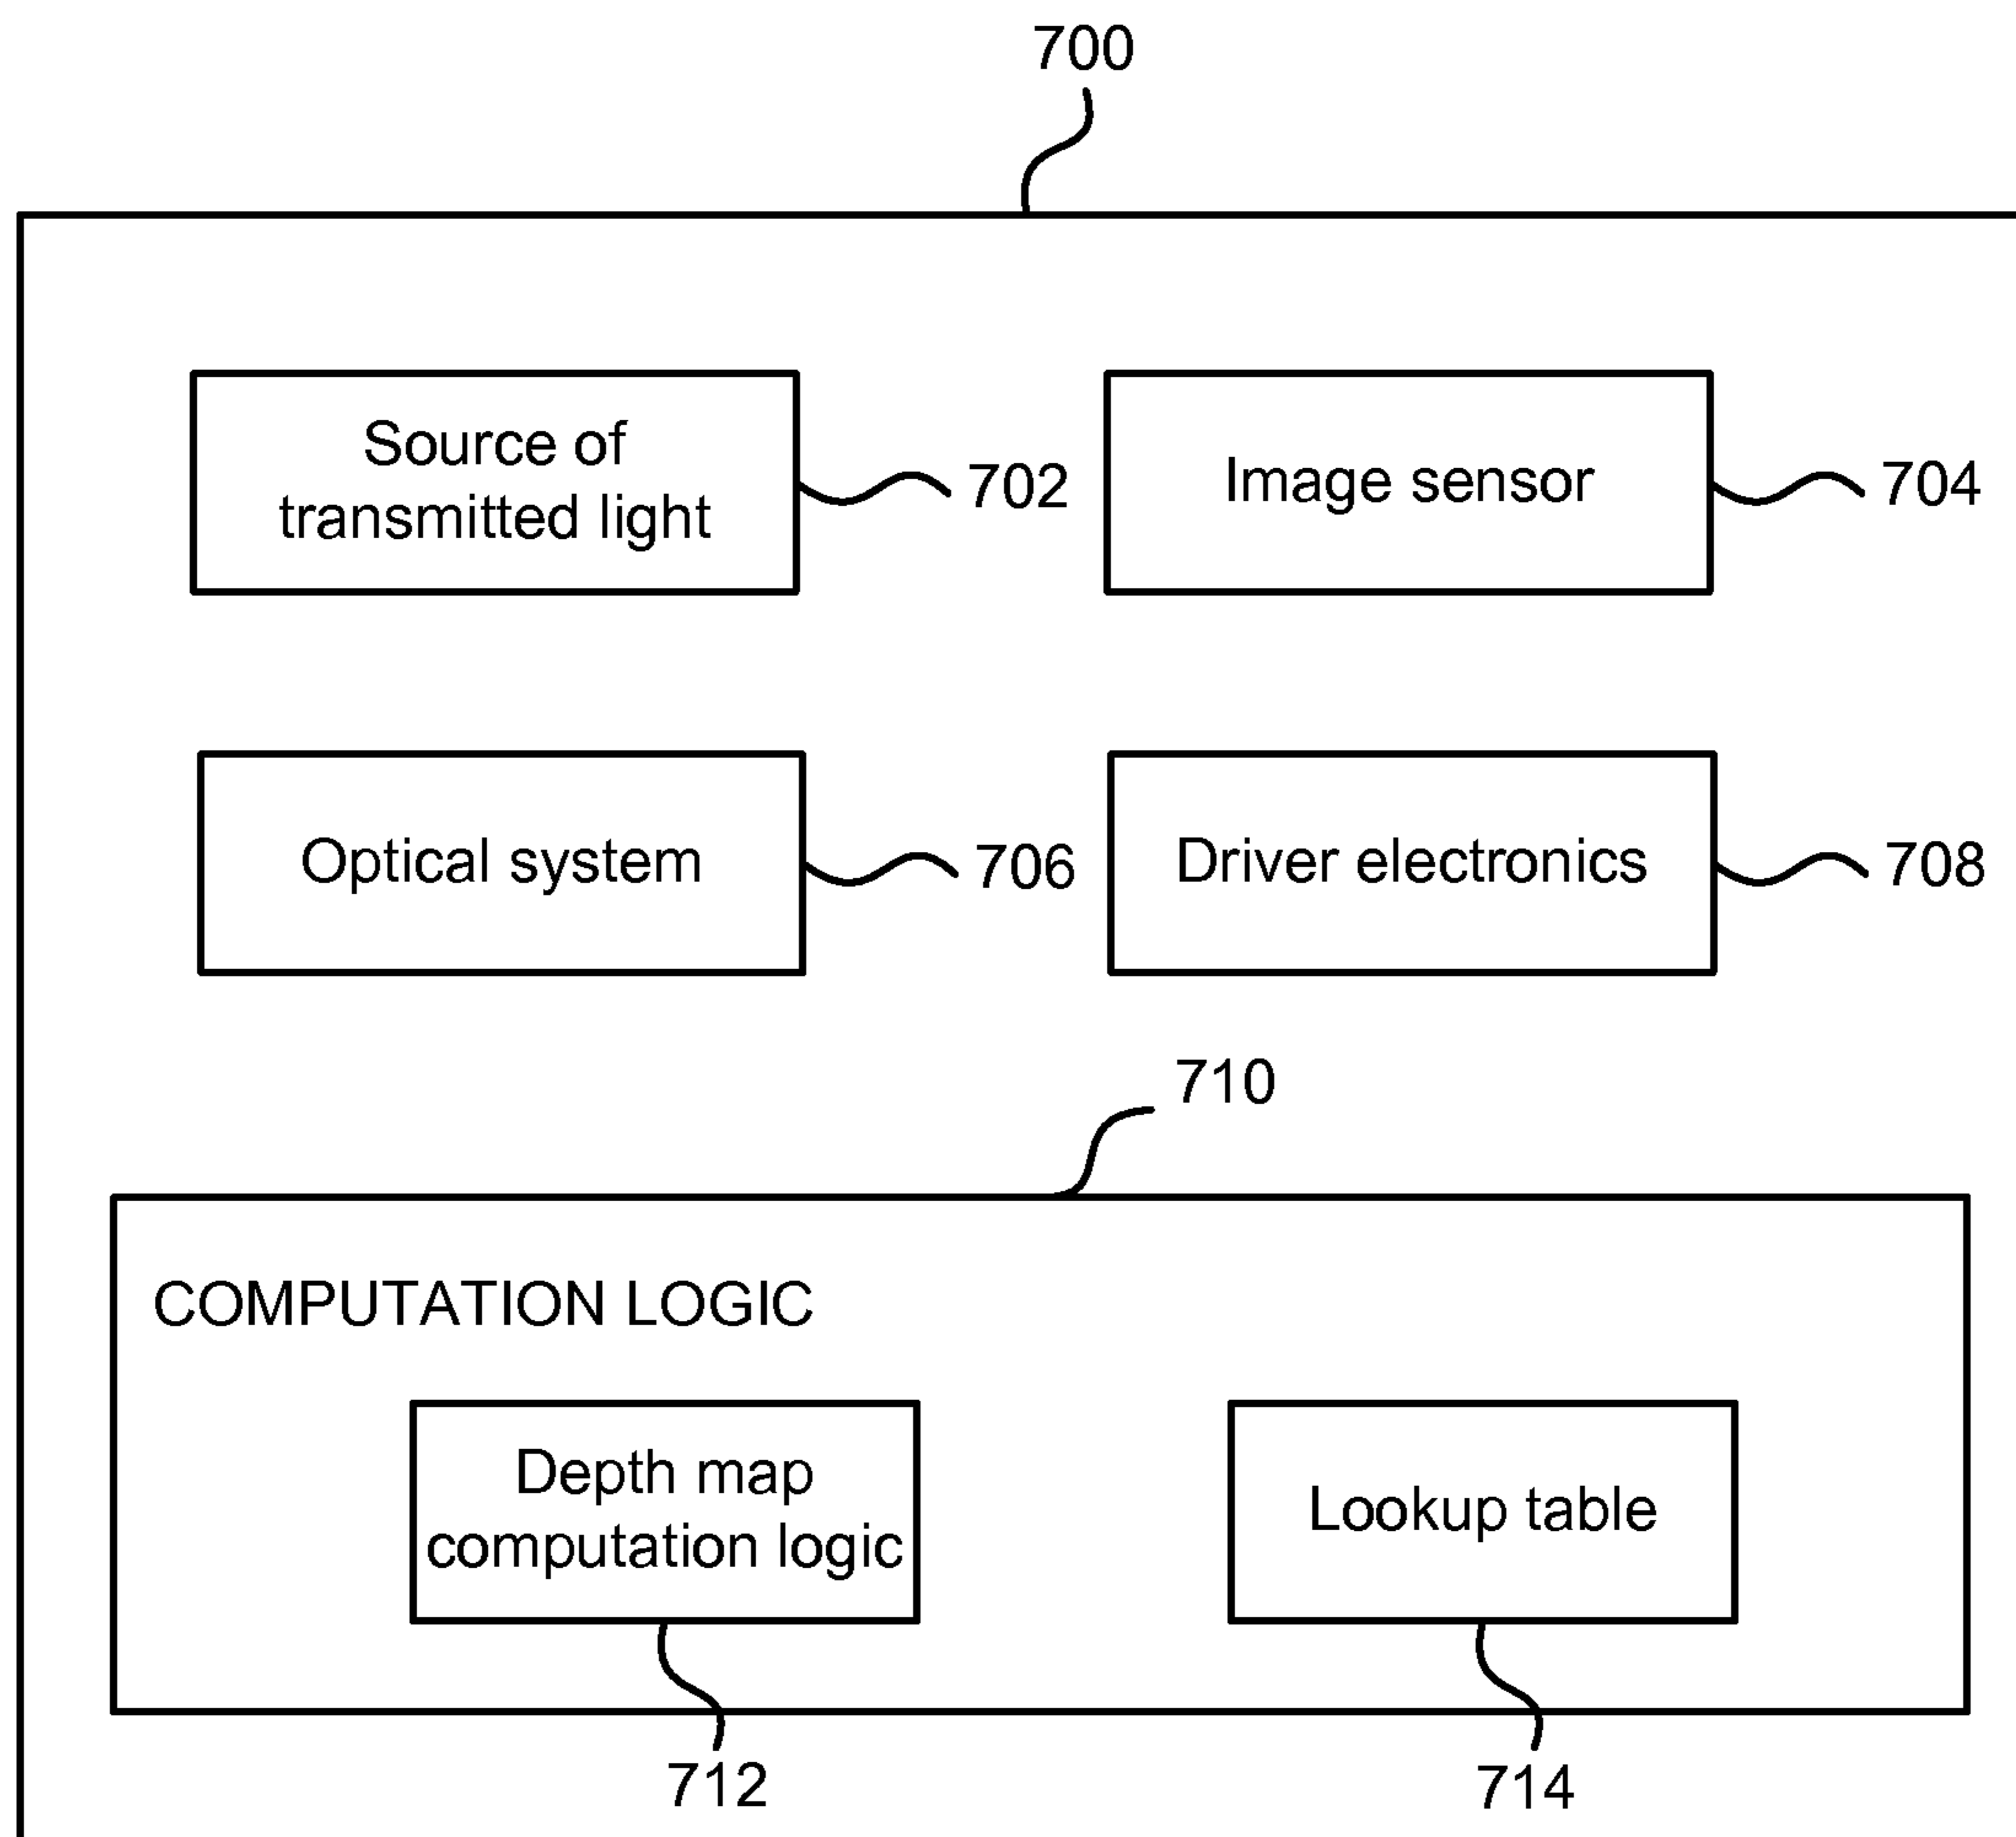 700
Source of
transmitted light
702
Image sensor
704
Optical system
706
Driver electronics
708
710
COMPUTATION LOGIC
Depth map
computation logic
Lookup table
712
714